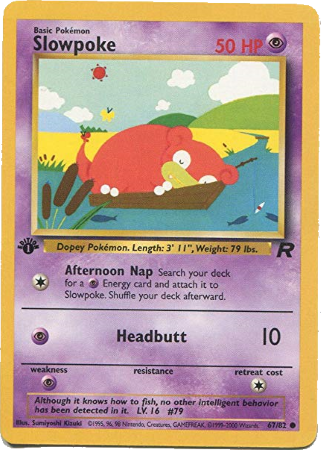 Basic Pokémon
Slowpoke 50 HP
Dopey Pokémon. Length: 3' 11", Weight: 79 lbs.
EDITION
1
R
Afternoon Nap Search your deck
for a Energy card and attach it to
Slowpoke. Shuffle your deck afterward.
Headbutt 10
weakness resistance retreat cost
Although it knows how to fish, no other intelligent behavior
has been detected in it. LV. 16 #79
Illus. Sumiyoshi Kizuki ©1995, 96, 98 Nintendo, Creatures, GAMEFREAK. ©1999-2000 Wizards. 67/82